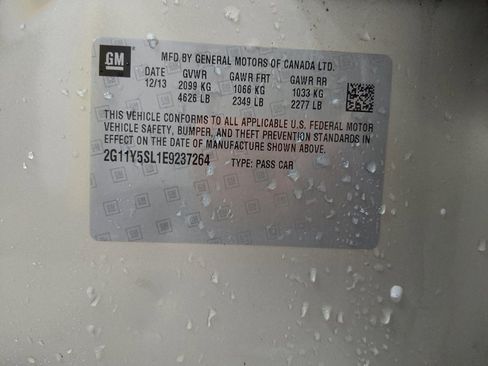 GM
MFD BY GENERAL MOTORS OF CANADA LTD.
DATE GVWR GAWR FRT GAWR RR
12/13 2099 KG 1066 KG 1033 KG
4626 LB 2349 LB 2277 LB
THIS VEHICLE CONFORMS TO ALL APPLICABLE U.S. FEDERAL MOTOR
VEHICLE SAFETY, BUMPER, AND THEFT PREVENTION STANDARDS IN
EFFECT ON THE DATE OF MANUFACTURE SHOWN ABOVE.
2G11Y5SL1E9237264 TYPE: PASS CAR